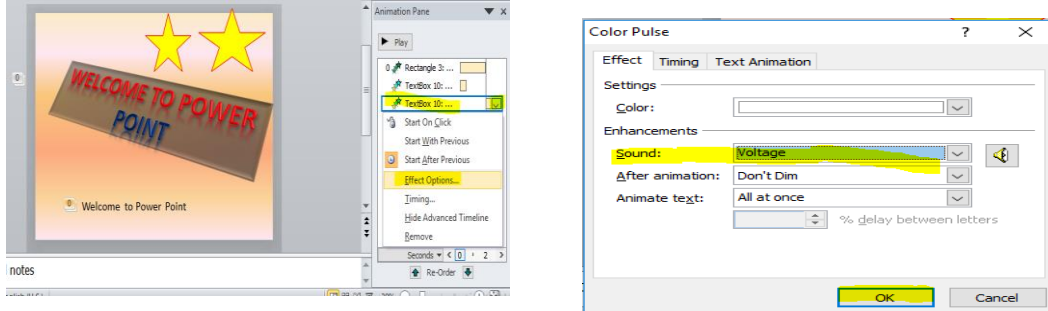 Animation Pane
Play
0
WELCOME TO POWER
POINT
0
Welcome to Power Point
0 Rectangle 3: ...
TextBox 10: ...
TextBox 10: ...
Start On Click
Start With Previous
Start After Previous
Effect Options...
Timing...
Hide Advanced Timeline
Remove
Seconds 0 2
Re-Order
notes
Color Pulse
Effect Timing Text Animation
Settings
Color:
Enhancements
Sound: Voltage
After animation: Don't Dim
Animate text: All at once
% delay between letters
OK Cancel